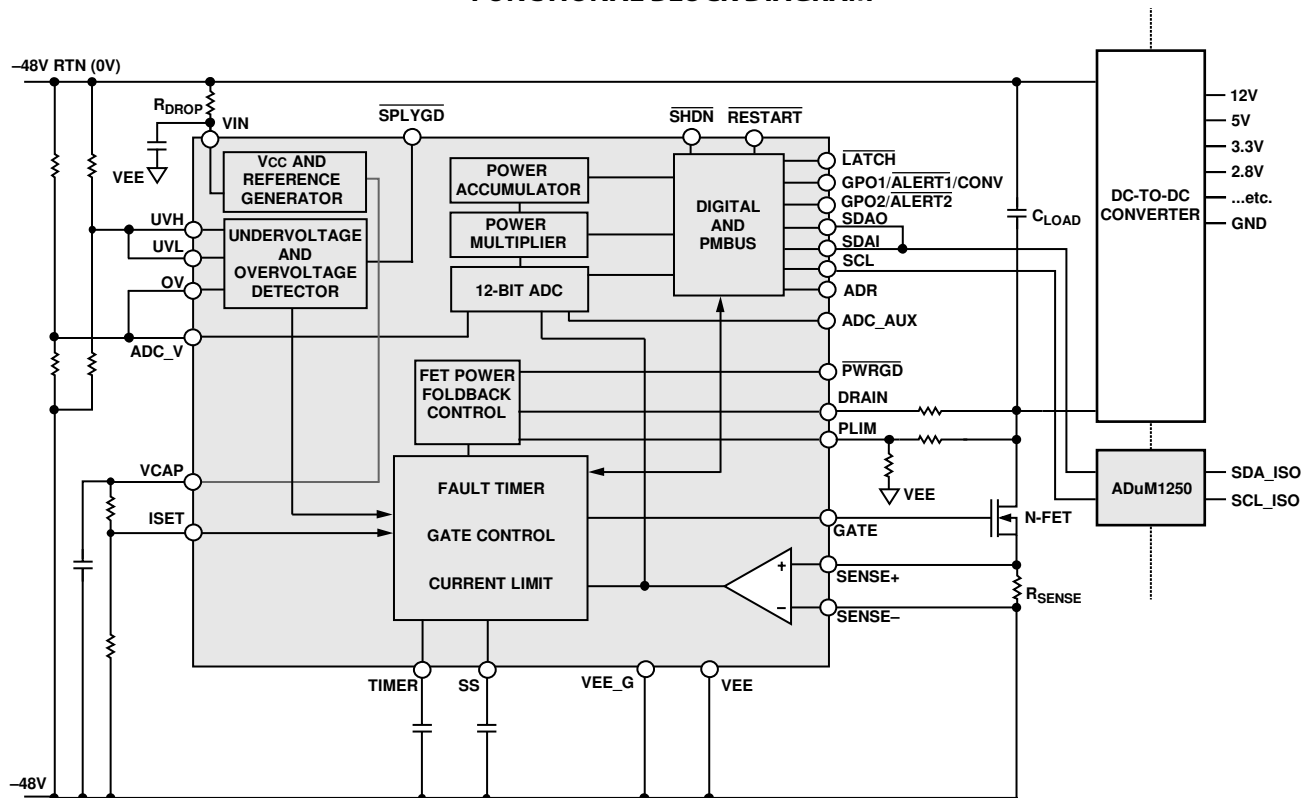 FUNCTIONAL BLOCK DIAGRAM
–48V RTN (0V)
RDROP
VIN
SPLYGD
SHDN
RESTART
VEE
VCC AND
REFERENCE
GENERATOR
POWER
ACCUMULATOR
DIGITAL
AND
PMBUS
LATCH
GPO1/ALERT1/CONV
GPO2/ALERT2
SDAO
SDAI
SCL
ADR
ADC_AUX
UVH
UVL
OV
ADC_V
UNDERVOLTAGE
AND
OVERVOLTAGE
DETECTOR
POWER
MULTIPLIER
12-BIT ADC
CLOAD
DC-TO-DC
CONVERTER
12V
5V
3.3V
2.8V
...etc.
GND
FET POWER
FOLDBACK
CONTROL
PWRGD
DRAIN
PLIM
VEE
VCAP
ISET
FAULT TIMER
GATE CONTROL
CURRENT LIMIT
GATE
N-FET
ADuM1250
SDA_ISO
SCL_ISO
+
–
SENSE+
SENSE–
RSENSE
TIMER
SS
VEE_G
VEE
–48V